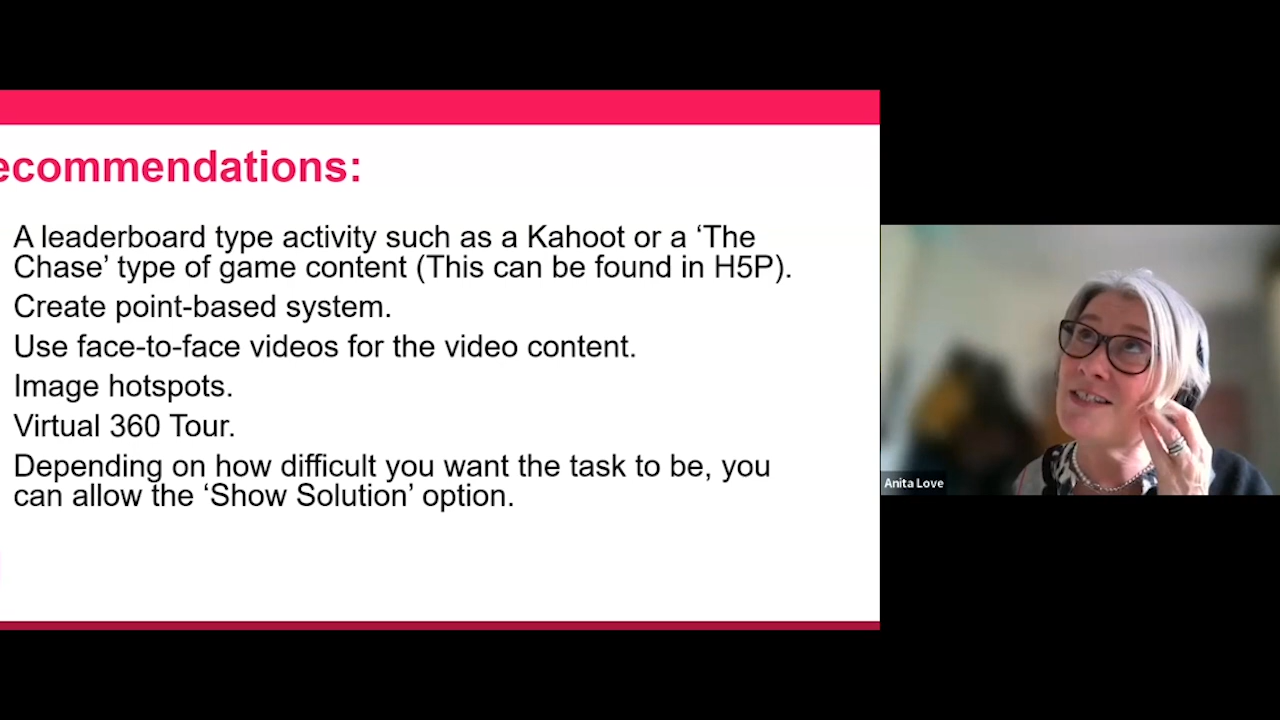 ecommendations:
A leaderboard type activity such as a Kahoot or a ‘The
Chase’ type of game content (This can be found in H5P).
Create point-based system.
Use face-to-face videos for the video content.
Image hotspots.
Virtual 360 Tour.
Depending on how difficult you want the task to be, you
can allow the ‘Show Solution’ option.
Anita Love